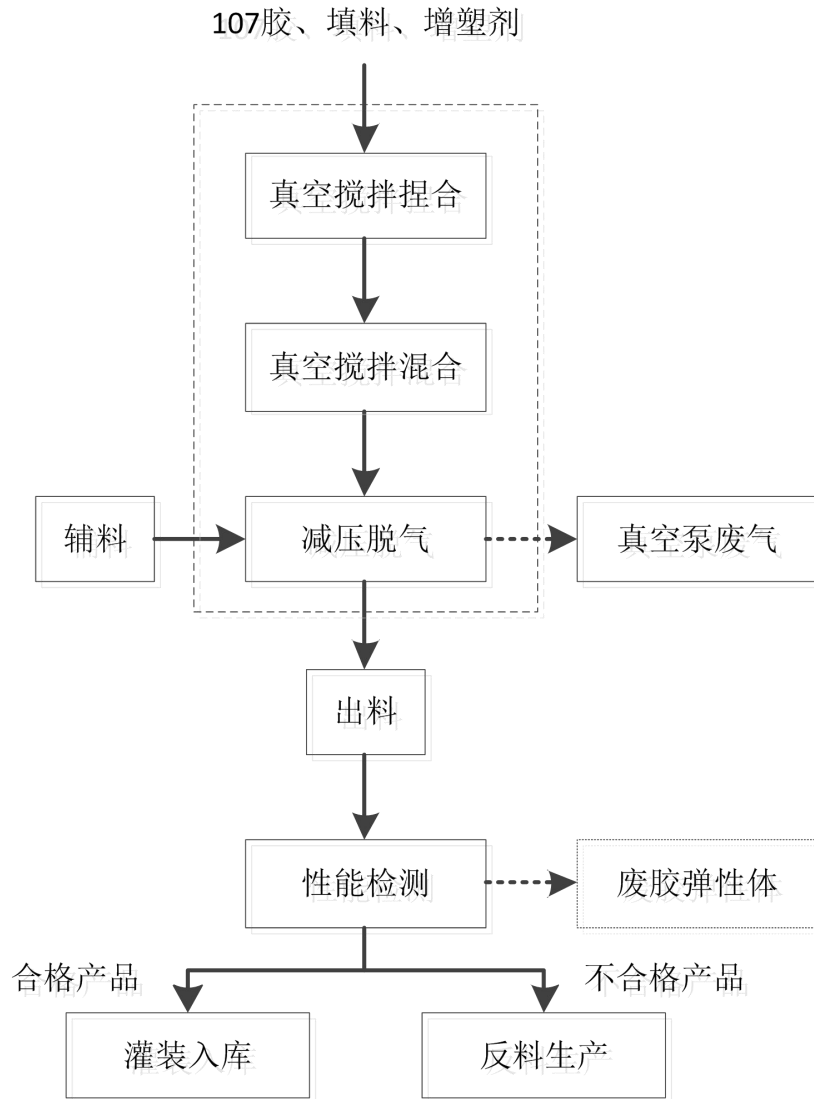 107胶、填料、增塑剂
真空搅拌捏合
真空搅拌混合
辅料
减压脱气
真空泵废气
出料
性能检测
废胶弹性体
合格产品
不合格产品
灌装入库
反料生产